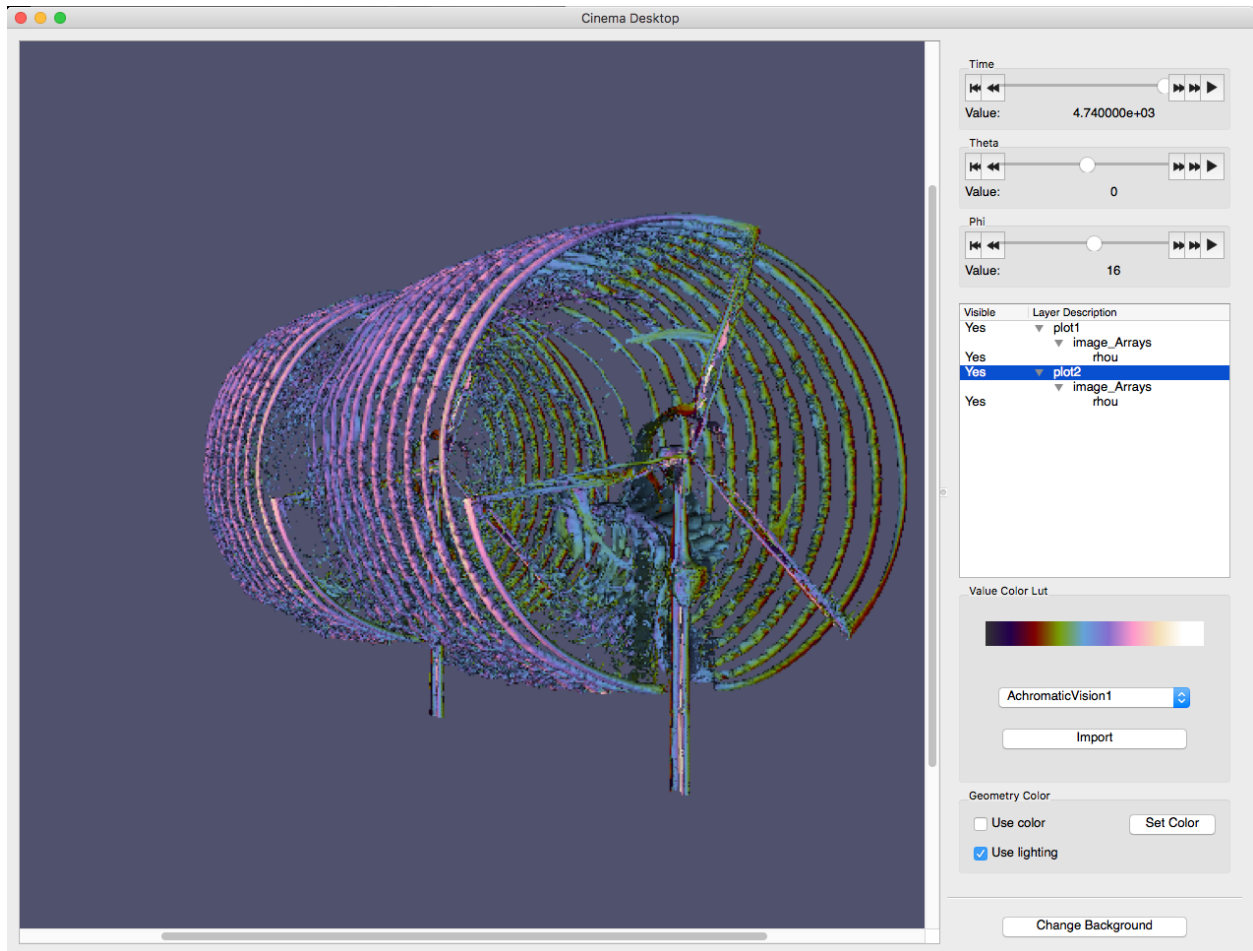 Cinema Desktop
Time
Value: 4.740000e+03
Theta
Value: 0
Phi
Value: 16
Visible Layer Description
Yes plot1
image_Arrays
Yes rhou
Yes plot2
image_Arrays
Yes rhou
Value Color Lut
AchromaticVision1
Import
Geometry Color
Use color Set Color
Use lighting
Change Background